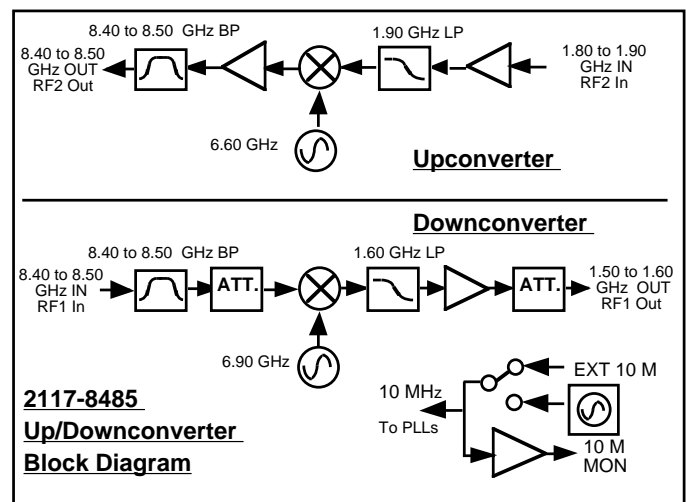 8.40 to 8.50 GHz BP
1.90 GHz LP
8.40 to 8.50
GHz OUT
RF2 Out
1.80 to 1.90
GHz IN
RF2 In
6.60 GHz
Upconverter
Downconverter
8.40 to 8.50 GHz BP
1.60 GHz LP
8.40 to 8.50
GHz IN
RF1 In
ATT.
ATT.
1.50 to 1.60
GHz OUT
RF1 Out
6.90 GHz
EXT 10 M
10 MHz
To PLLs
10 M
MON
2117-8485
Up/Downconverter
Block Diagram